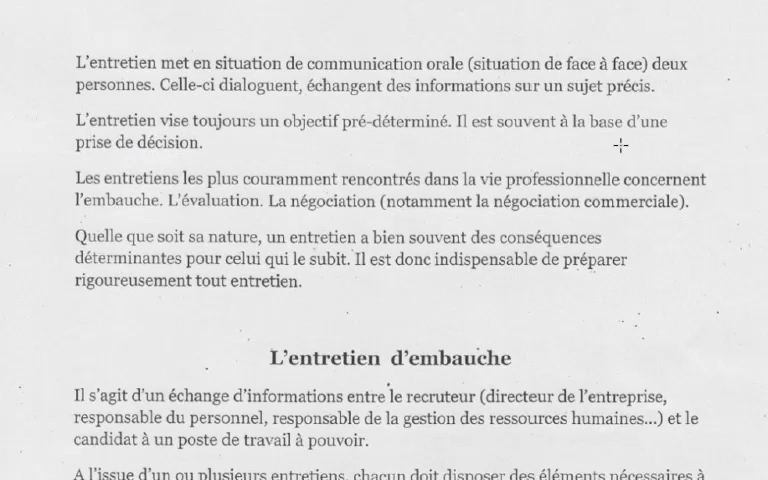 L'entretien met en situation de communication orale (situation de face à face) deux
personnes. Celle-ci dialoguent, échangent des informations sur un sujet précis.
L'entretien vise toujours un objectif pré-déterminé. Il est souvent à la base d'une
prise de décision.
Les entretiens les plus couramment rencontrés dans la vie professionnelle concernent
l'embauche. L'évaluation. La négociation (notamment la négociation commerciale).
Quelle que soit sa nature, un entretien a bien souvent des conséquences
déterminantes pour celui qui le subit. Il est donc indispensable de préparer
rigoureusement tout entretien.
L'entretien d'embauche
Il s'agit d'un échange d'informations entre le recruteur (directeur de l'entreprise,
responsable du personnel, responsable de la gestion des ressources humaines...) et le
candidat à un poste de travail à pouvoir.
A l'issue d'un ou plusieurs entretiens, chacun doit disposer des éléments nécessaires à